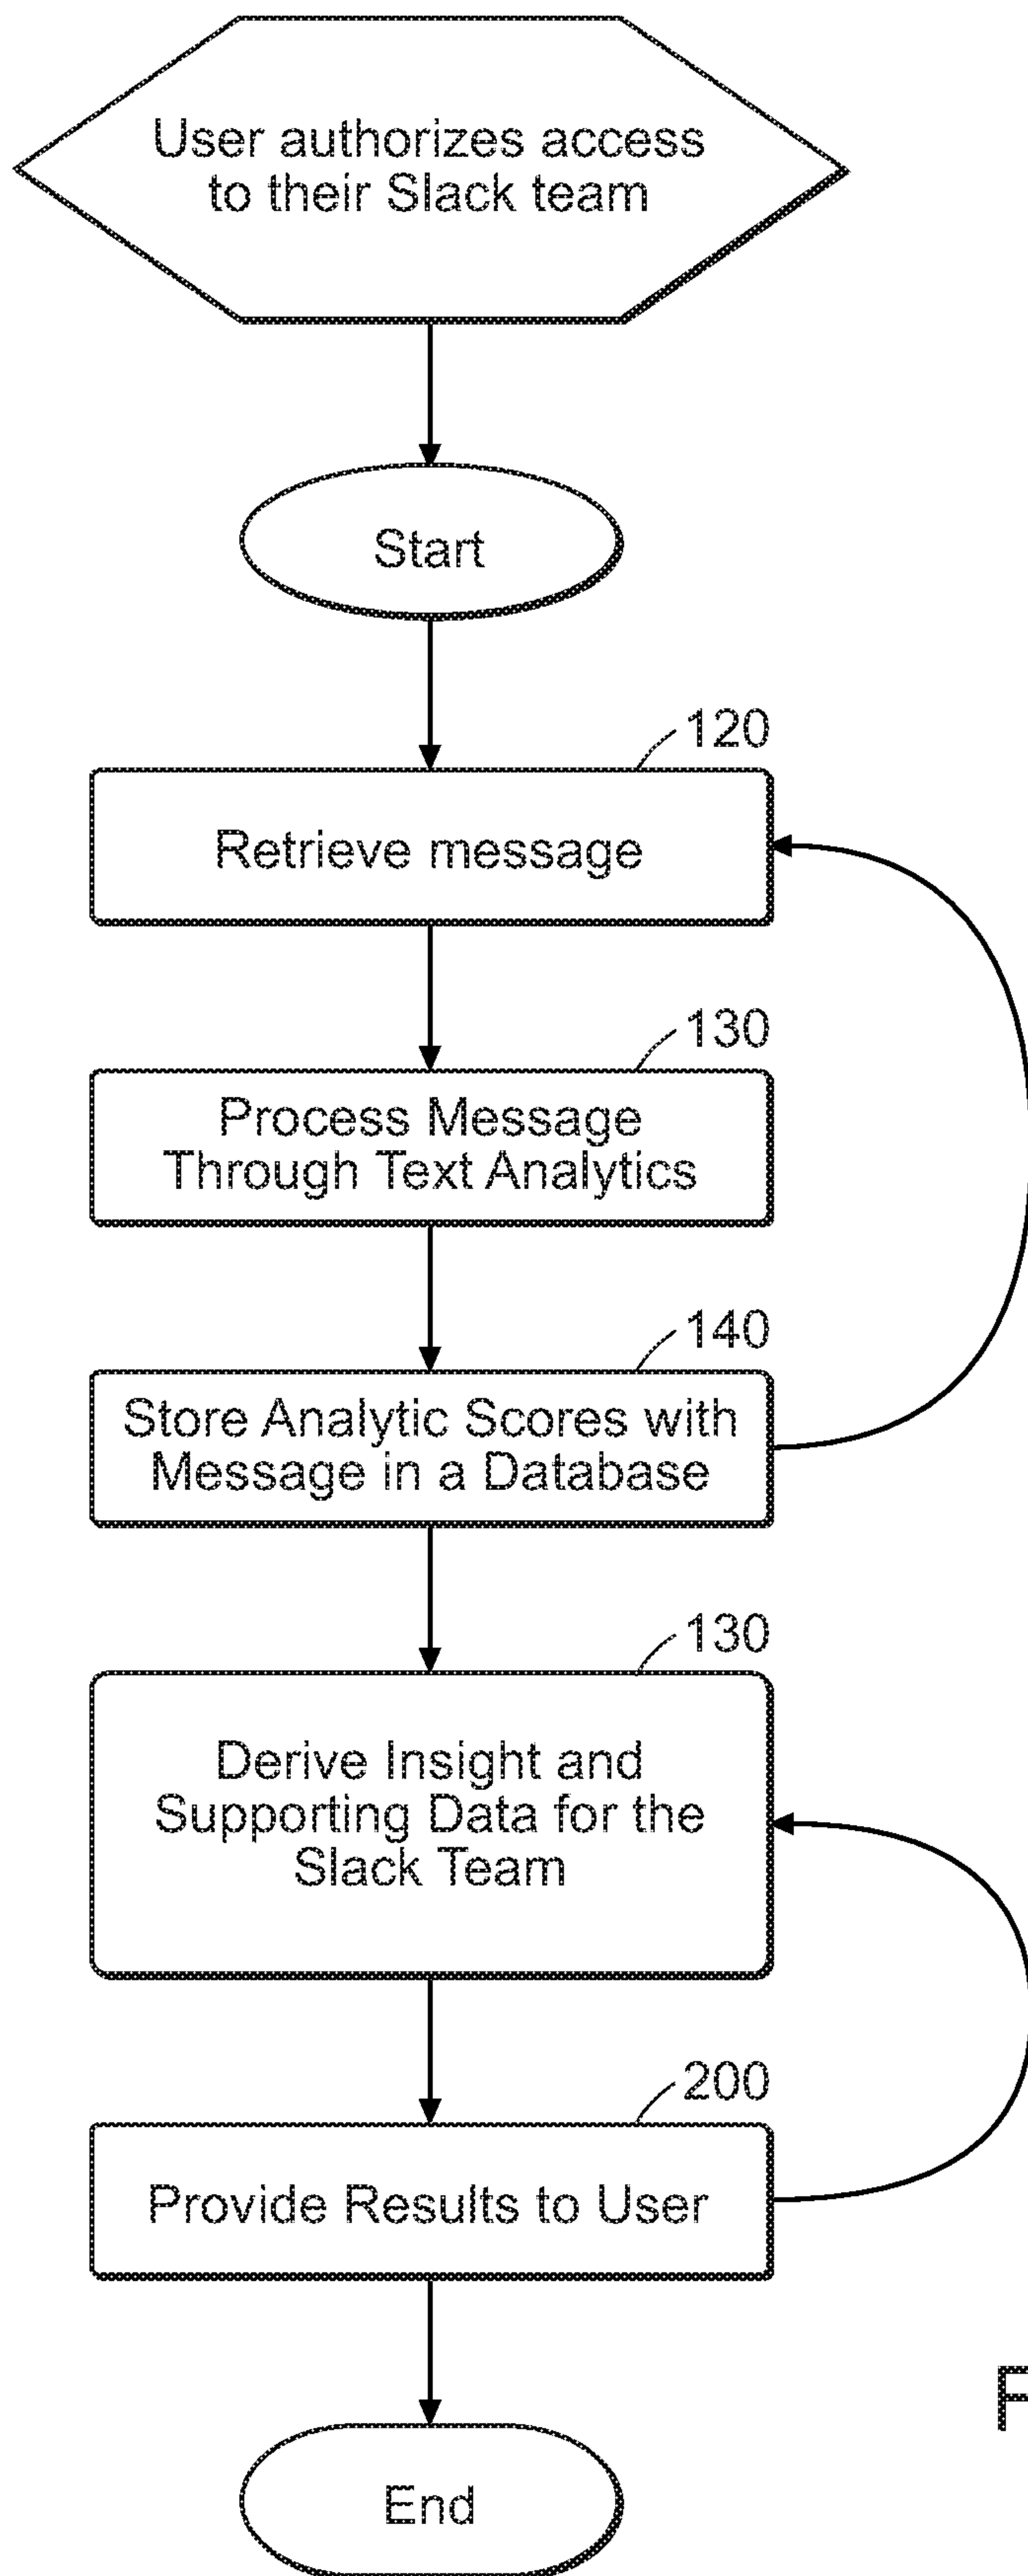 User authorizes access
to their Slack team
Start
120
Retrieve message
130
Process Message
Through Text Analytics
140
Store Analytic Scores with
Message in a Database
130
Derive Insight and
Supporting Data for the
Slack Team
200
Provide Results to User
F
End